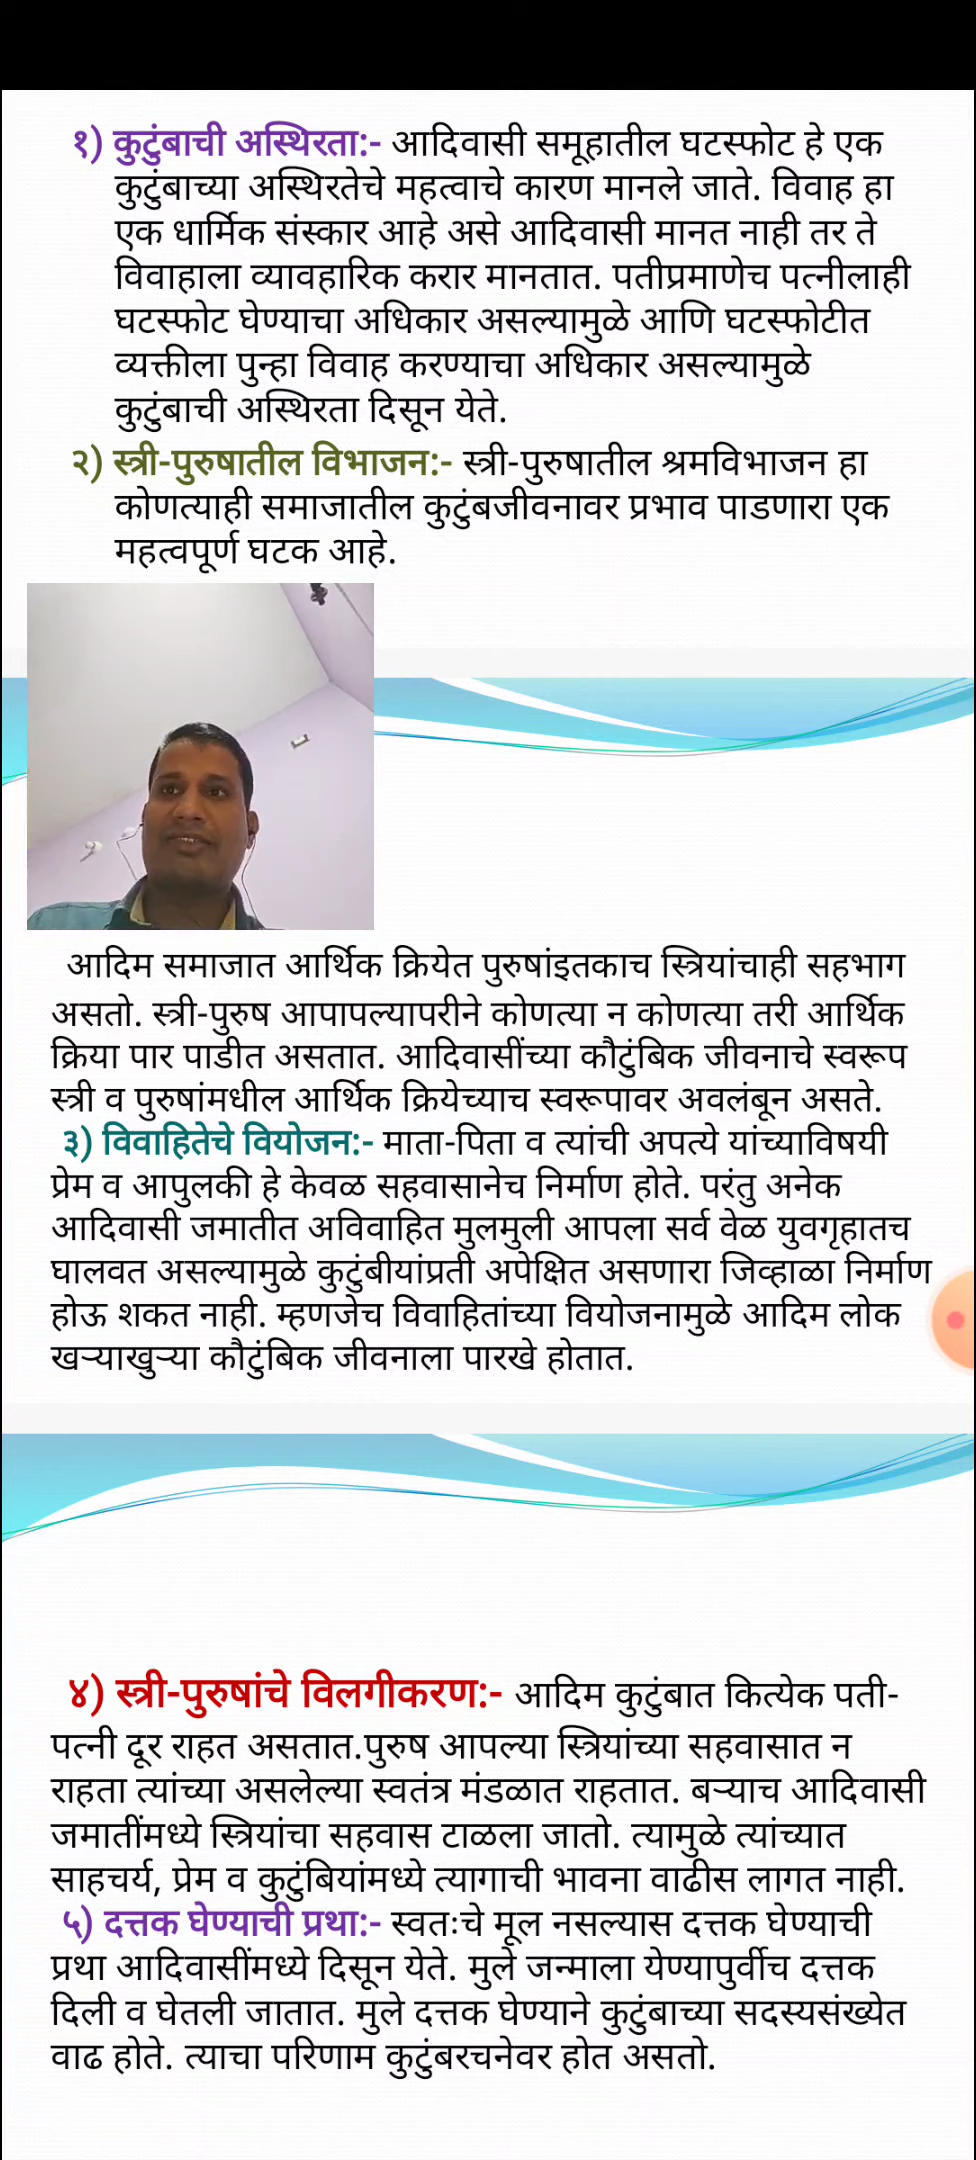 १) कुटुंबाची अस्थिरता:- आदिवासी समूहातील घटस्फोट हे एक
कुटुंबाच्या अस्थिरतेचे महत्वाचे कारण मानले जाते. विवाह हा
एक धार्मिक संस्कार आहे असे आदिवासी मानत नाही तर ते
विवाहाला व्यावहारिक करार मानतात. पतीप्रमाणेच पत्नीलाही
घटस्फोट घेण्याचा अधिकार असल्यामुळे आणि घटस्फोटीत
व्यक्तीला पुन्हा विवाह करण्याचा अधिकार असल्यामुळे
कुटुंबाची अस्थिरता दिसून येते.
२) स्त्री-पुरुषातील विभाजन:- स्त्री-पुरुषातील श्रमविभाजन हा
कोणत्याही समाजातील कुटुंबजीवनावर प्रभाव पाडणारा एक
महत्वपूर्ण घटक आहे.
आदिम समाजात आर्थिक क्रियेत पुरुषांइतकाच स्त्रियांचाही सहभाग
असतो. स्त्री-पुरुष आपापल्यापरीने कोणत्या न कोणत्या तरी आर्थिक
क्रिया पार पाडीत असतात. आदिवासींच्या कौटुंबिक जीवनाचे स्वरूप
स्त्री व पुरुषांमधील आर्थिक क्रियेच्याच स्वरूपावर अवलंबून असते.
३) विवाहितेचे वियोजन:- माता-पिता व त्यांची अपत्ये यांच्याविषयी
प्रेम व आपुलकी हे केवळ सहवासानेच निर्माण होते. परंतु अनेक
आदिवासी जमातीत अविवाहित मुलमुली आपला सर्व वेळ युवगृहातच
घालवत असल्यामुळे कुटुंबीयांप्रती अपेक्षित असणारा जिव्हाळा निर्माण
होऊ शकत नाही. म्हणजेच विवाहितांच्या वियोजनामुळे आदिम लोक
खऱ्याखुऱ्या कौटुंबिक जीवनाला पारखे होतात.
४) स्त्री-पुरुषांचे विलगीकरण:- आदिम कुटुंबात कित्येक पती-
पत्नी दूर राहत असतात.पुरुष आपल्या स्त्रियांच्या सहवासात न
राहता त्यांच्या असलेल्या स्वतंत्र मंडळात राहतात. बऱ्याच आदिवासी
जमातींमध्ये स्त्रियांचा सहवास टाळला जातो. त्यामुळे त्यांच्यात
साहचर्य, प्रेम व कुटुंबियांमध्ये त्यागाची भावना वाढीस लागत नाही.
५) दत्तक घेण्याची प्रथा:- स्वतःचे मूल नसल्यास दत्तक घेण्याची
प्रथा आदिवासींमध्ये दिसून येते. मुले जन्माला येण्यापुर्वीच दत्तक
दिली व घेतली जातात. मुले दत्तक घेण्याने कुटुंबाच्या सदस्यसंख्येत
वाढ होते. त्याचा परिणाम कुटुंबरचनेवर होत असतो.